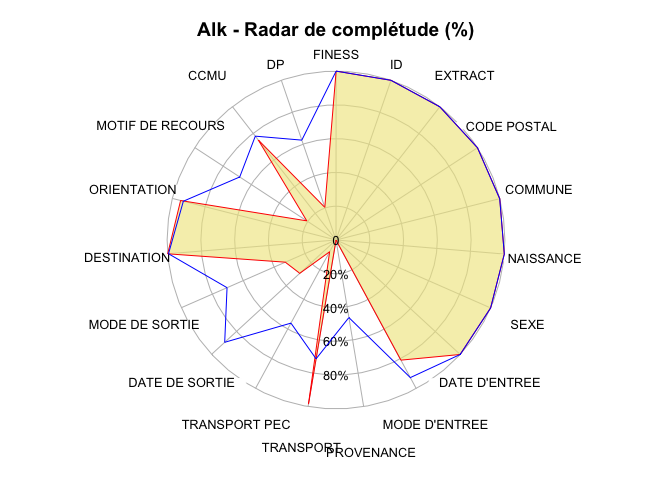 Alk - Radar de complétude (%)
FINESS
DP
ID
CCMU
EXTRACT
MOTIF DE RECOURS
CODE POSTAL
ORIENTATION
COMMUNE
0
DESTINATION
NAISSANCE
20%
40%
MODE DE SORTIE
SEXE
60%
80%
DATE DE SORTIE
DATE D'ENTREE
TRANSPORT PEC
MODE D'ENTREE
TRANSPORT
PROVENANCE